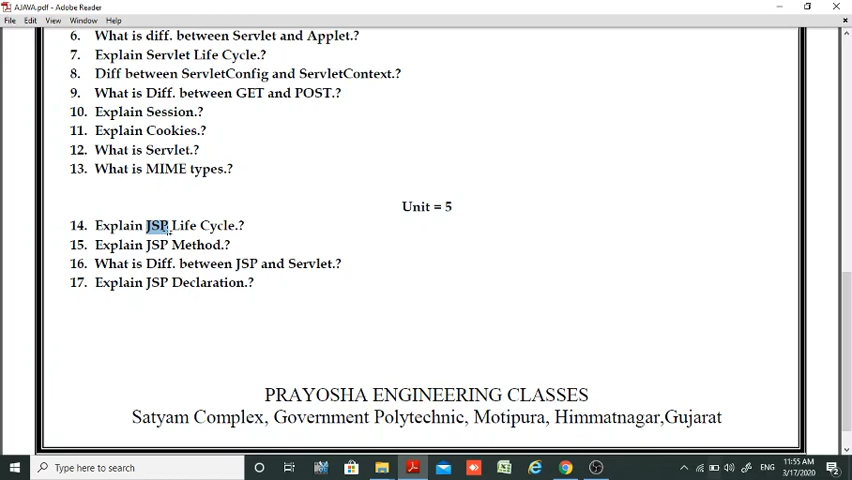 AJAVA.pdf - Adobe Reader
File Edit View Window Help
6. What is diff. between Servlet and Applet.?
7. Explain Servlet Life Cycle.?
8. Diff between ServletConfig and ServletContext.?
9. What is Diff. between GET and POST.?
10. Explain Session.?
11. Explain Cookies.?
12. What is Servlet.?
13. What is MIME types.?
Unit = 5
14. Explain JSP Life Cycle.?
15. Explain JSP Method.?
16. What is Diff. between JSP and Servlet.?
17. Explain JSP Declaration.?
PRAYOSHA ENGINEERING CLASSES
Satyam Complex, Government Polytechnic, Motipura, Himmatnagar,Gujarat
Type here to search
ENG
11:55 AM
3/17/2020
2